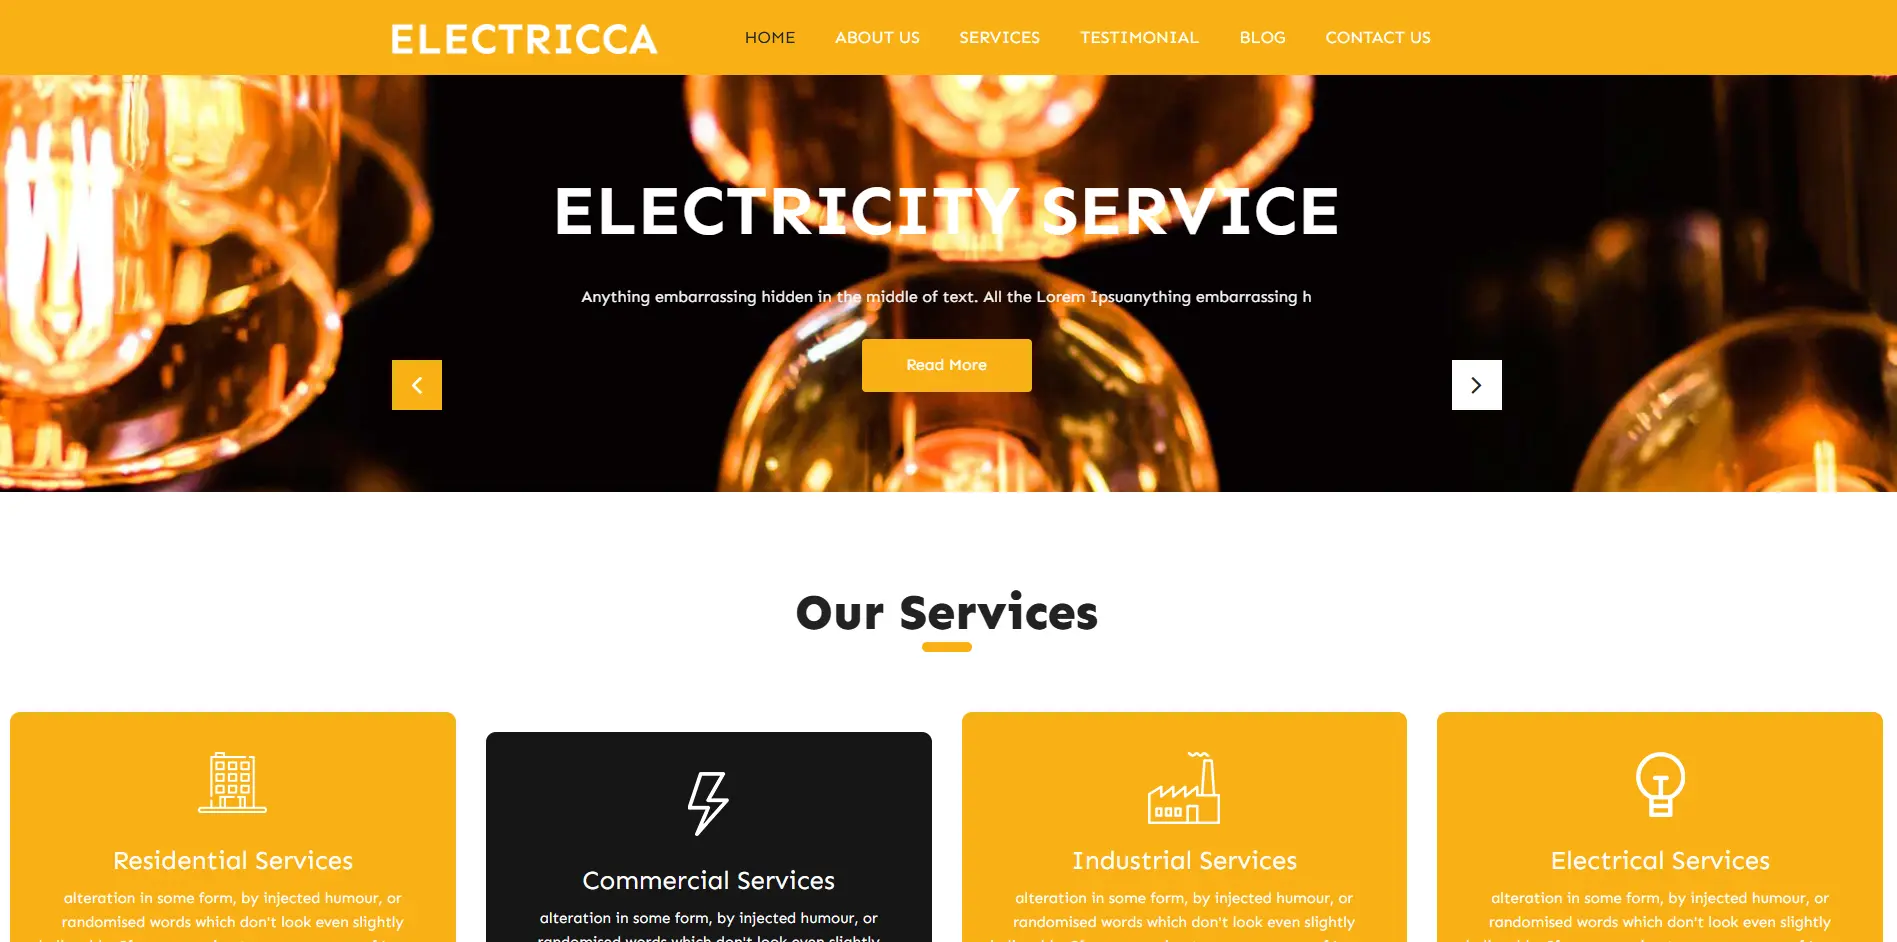 ELECTRICCA
HOME ABOUT US SERVICES TESTIMONIAL BLOG CONTACT US
ELECTRICITY SERVICE
Anything embarrassing hidden in the middle of text. All the Lorem Ipsuanything embarrassing h
Read More
Our Services
Residential Services
alteration in some form, by injected humour, or
randomised words which don't look even slightly
Commercial Services
alteration in some form, by injected humour, or
randomised words which don't look even slightly
Industrial Services
alteration in some form, by injected humour, or
randomised words which don't look even slightly
Electrical Services
alteration in some form, by injected humour, or
randomised words which don't look even slightly